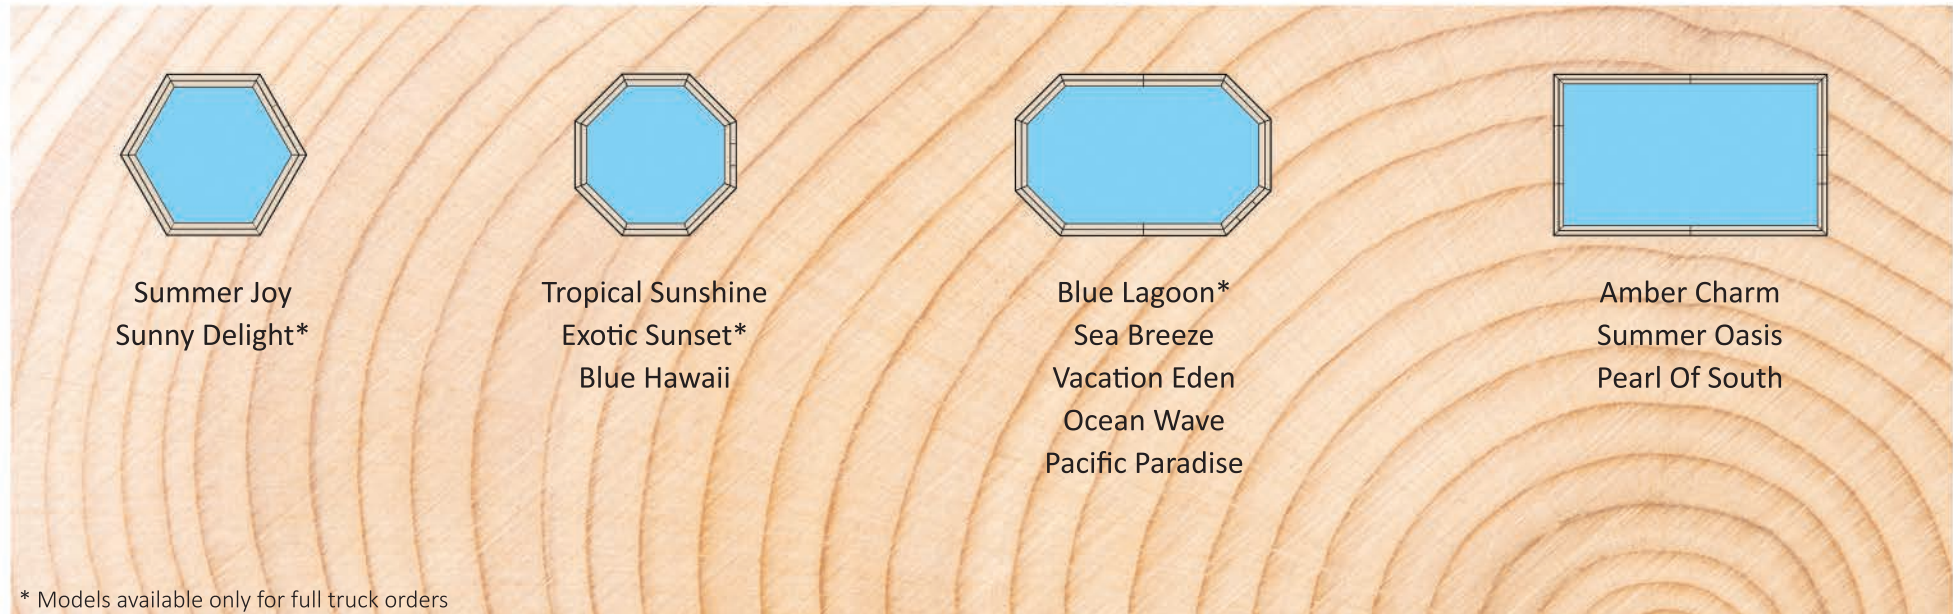 Summer Joy
Sunny Delight*
Tropical Sunshine
Exotic Sunset*
Blue Hawaii
Blue Lagoon*
Sea Breeze
Vacation Eden
Ocean Wave
Pacific Paradise
Amber Charm
Summer Oasis
Pearl Of South
* Models available only for full truck orders